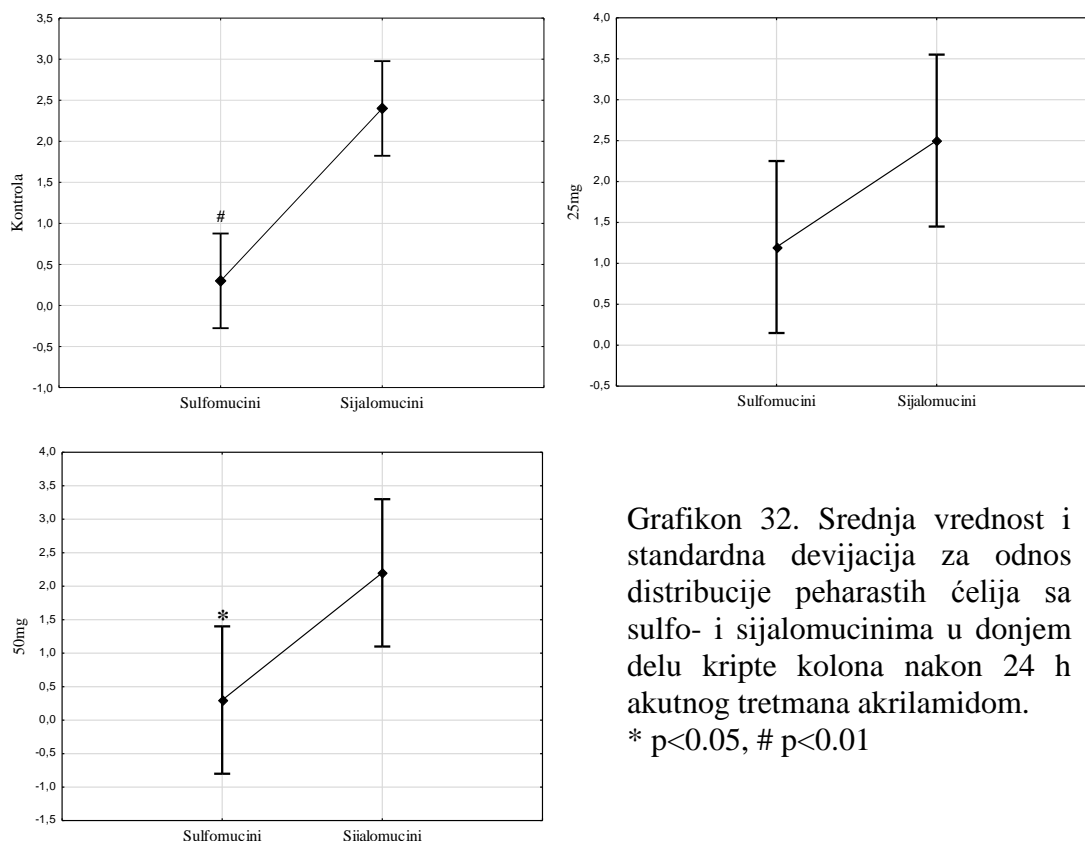 3,5
3,0
2,5
2,0
1,5
1,0
0,5
0,0
-0,5
-1,0
Kontrola
#
Sulfomucini Sijalomucini
4,0
3,5
3,0
2,5
2,0
1,5
1,0
0,5
0,0
-0,5
25mg
Sulfomucini Sijalomucini
4,0
3,5
3,0
2,5
2,0
1,5
1,0
0,5
0,0
-0,5
-1,0
-1,5
50mg
*
Sulfomucini Sijalomucini
Grafikon 32. Srednja vrednost i
standardna devijacija za odnos
distribucije peharastih ćelija sa
sulfo- i sijalomucinima u donjem
delu kripte kolona nakon 24 h
akutnog tretmana akrilamidom.
* p<0.05, # p<0.01